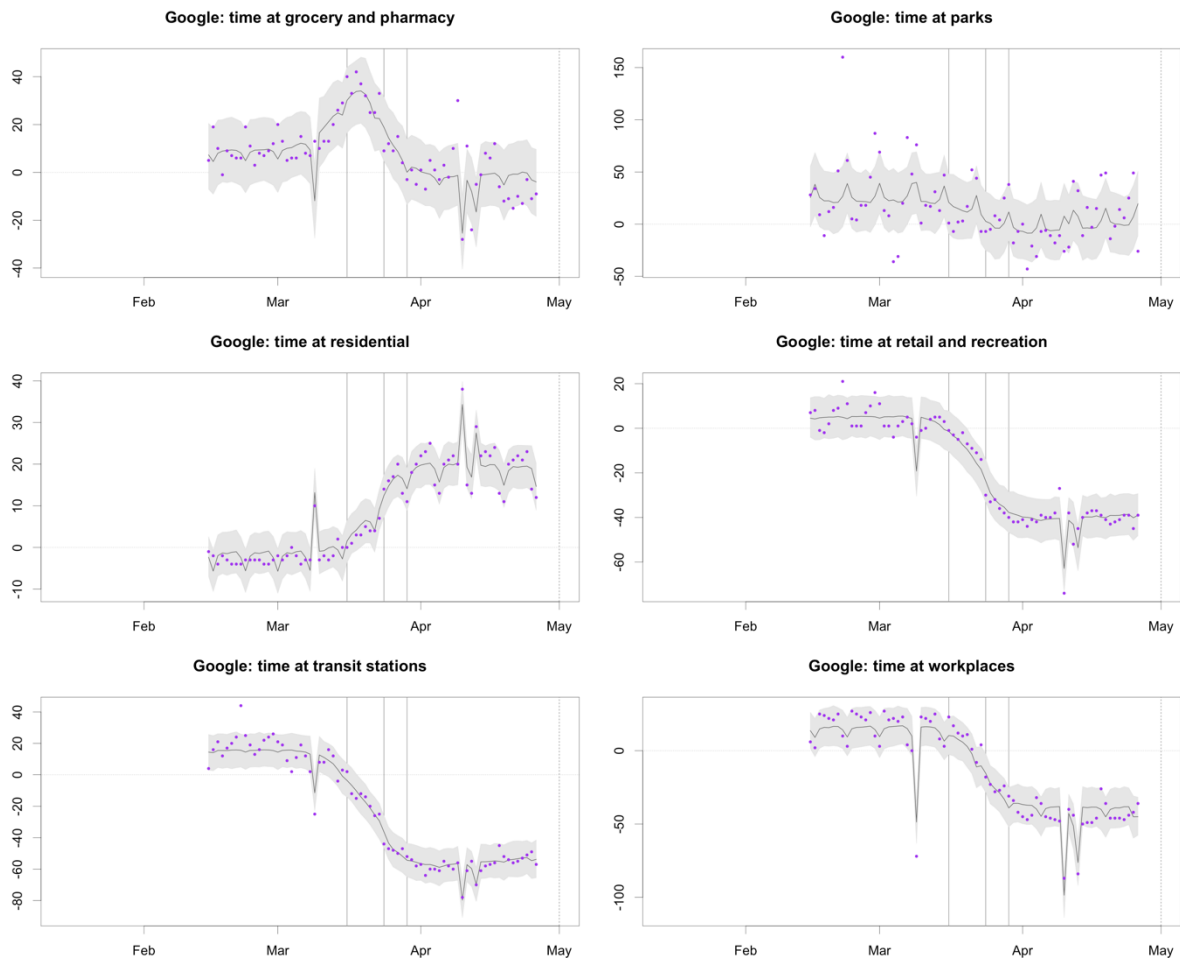 Google: time at grocery and pharmacy
40
20
0
-20
-40
Feb Mar Apr May
Google: time at parks
150
100
50
0
-50
Feb Mar Apr May
Google: time at residential
40
30
20
10
0
-10
Feb Mar Apr May
Google: time at retail and recreation
20
0
-20
-40
-60
Feb Mar Apr May
Google: time at transit stations
40
20
0
-20
-40
-60
-80
Feb Mar Apr May
Google: time at workplaces
0
-50
-100
Feb Mar Apr May